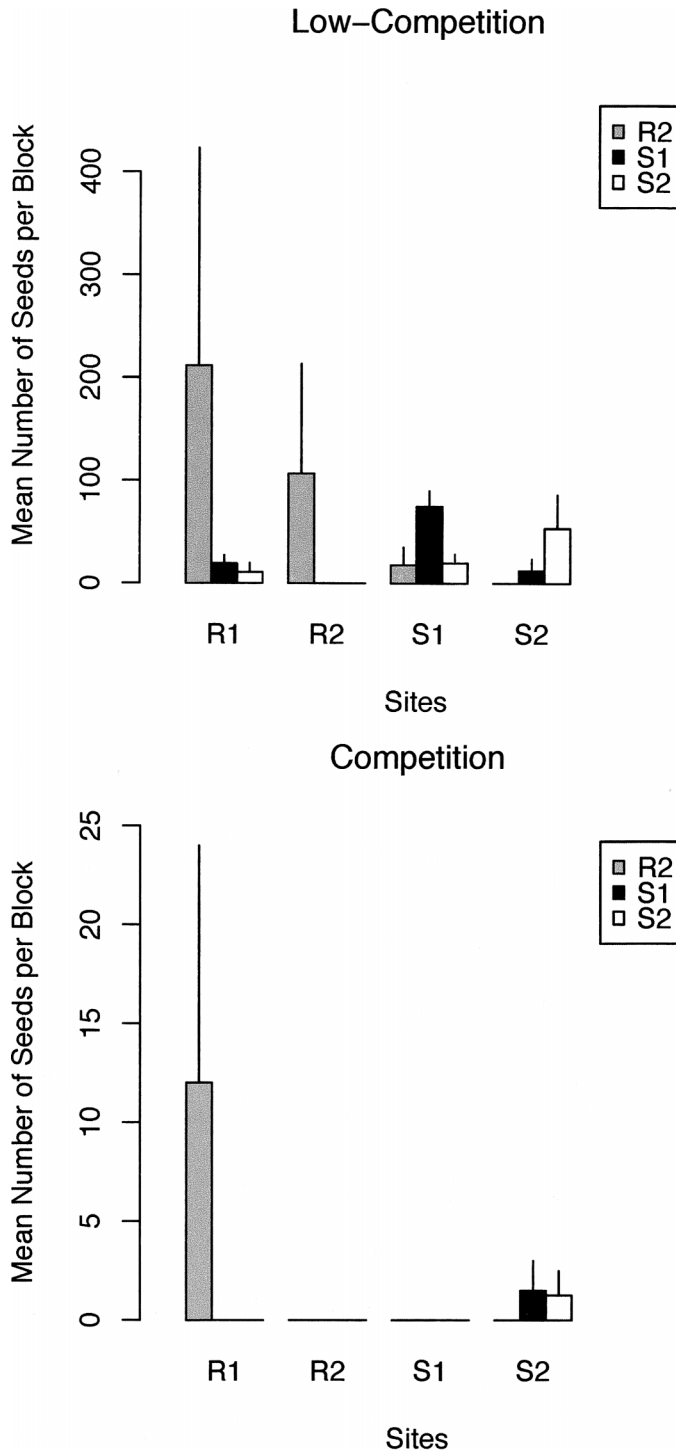 Low−Competition
R2
S1
S2
Mean Number of Seeds per Block
400
300
200
100
0
R1 R2 S1 S2
Sites
Competition
R2
S1
S2
Mean Number of Seeds per Block
25
20
15
10
5
0
R1 R2 S1 S2
Sites